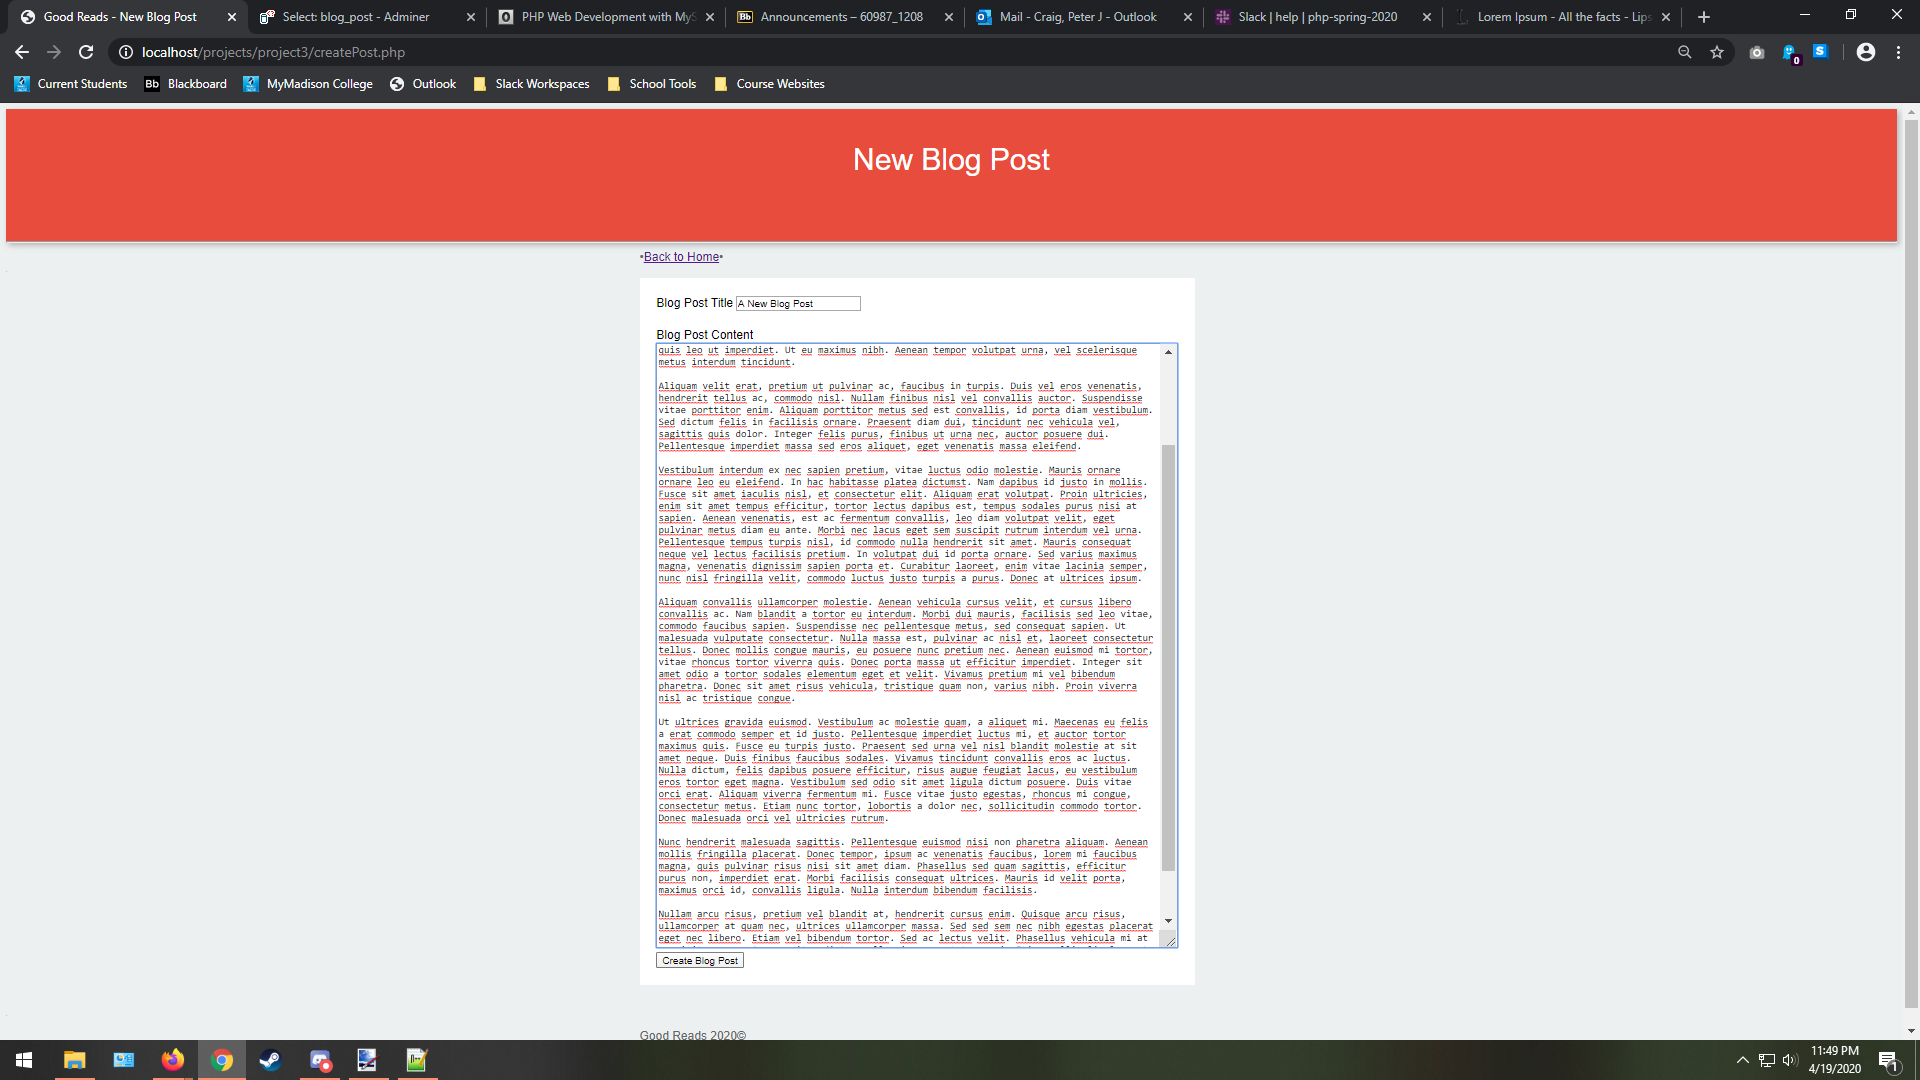 Good Reads - New Blog Post
Select: blog_post - Adminer
PHP Web Development with MyS
Bb Announcements – 60987_1208
Mail - Craig, Peter J - Outlook
Slack | help | php-spring-2020
Lorem Ipsum - All the facts - Lips
localhost/projects/project3/createPost.php
0
S
Current Students
Bb Blackboard
MyMadison College
Outlook
Slack Workspaces
School Tools
Course Websites
New Blog Post
•Back to Home•
Blog Post Title A New Blog Post
Blog Post Content
quis leo ut imperdiet. Ut eu maximus nibh. Aenean tempor volutpat urna, vel scelerisque
metus interdum tincidunt.
Aliquam velit erat, pretium ut pulvinar ac, faucibus in turpis. Duis vel eros venenatis,
hendrerit tellus ac, commodo nisl. Nullam finibus nisl vel convallis auctor. Suspendisse
vitae porttitor enim. Aliquam porttitor metus sed est convallis, id porta diam vestibulum.
Sed dictum felis in facilisis ornare. Praesent diam dui, tincidunt nec vehicula vel,
sagittis quis dolor. Integer felis purus, finibus ut urna nec, auctor posuere dui.
Pellentesque imperdiet massa sed eros aliquet, eget venenatis massa eleifend.
Vestibulum interdum ex nec sapien pretium, vitae luctus odio molestie. Mauris ornare
ornare leo eu eleifend. In hac habitasse platea dictumst. Nam dapibus id justo in mollis.
Fusce sit amet iaculis nisl, et consectetur elit. Aliquam erat volutpat. Proin ultricies,
enim sit amet tempus efficitur, tortor lectus dapibus est, tempus sodales purus nisi at
sapien. Aenean venenatis, est ac fermentum convallis, leo diam volutpat velit, eget
pulvinar metus diam eu ante. Morbi nec lacus eget sem suscipit rutrum interdum vel urna.
Pellentesque tempus turpis nisl, id commodo nulla hendrerit sit amet. Mauris consequat
neque vel lectus facilisis pretium. In volutpat dui id porta ornare. Sed varius maximus
magna, venenatis dignissim sapien porta et. Curabitur laoreet, enim vitae lacinia semper,
nunc nisl fringilla velit, commodo luctus justo turpis a purus. Donec at ultrices ipsum.
Aliquam convallis ullamcorper molestie. Aenean vehicula cursus velit, et cursus libero
convallis ac. Nam blandit a tortor eu interdum. Morbi dui mauris, facilisis sed leo vitae,
commodo faucibus sapien. Suspendisse nec pellentesque metus, sed consequat sapien. Ut
malesuada vulputate consectetur. Nulla massa est, pulvinar ac nisl et, laoreet consectetur
tellus. Donec mollis congue mauris, eu posuere nunc pretium nec. Aenean euismod mi tortor,
vitae rhoncus tortor viverra quis. Donec porta massa ut efficitur imperdiet. Integer sit
amet odio a tortor sodales elementum eget et velit. Vivamus pretium mi vel bibendum
pharetra. Donec sit amet risus vehicula, tristique quam non, varius nibh. Proin viverra
nisl ac tristique congue.
Ut ultrices gravida euismod. Vestibulum ac molestie quam, a aliquet mi. Maecenas eu felis
a erat commodo semper et id justo. Pellentesque imperdiet luctus mi, et auctor tortor
maximus quis. Fusce eu turpis justo. Praesent sed urna vel nisl blandit molestie at sit
amet neque. Duis finibus faucibus sodales. Vivamus tincidunt convallis eros ac luctus.
Nulla dictum, felis dapibus posuere efficitur, risus augue feugiat lacus, eu vestibulum
eros tortor eget magna. Vestibulum sed odio sit amet ligula dictum posuere. Duis vitae
orci erat. Aliquam viverra fermentum mi. Fusce vitae justo egestas, rhoncus mi congue,
consectetur metus. Etiam nunc tortor, lobortis a dolor nec, sollicitudin commodo tortor.
Donec malesuada orci vel ultricies rutrum.
Nunc hendrerit malesuada sagittis. Pellentesque euismod nisi non pharetra aliquam. Aenean
mollis fringilla placerat. Donec tempor, ipsum ac venenatis faucibus, lorem mi faucibus
magna, quis pulvinar risus nisi sit amet diam. Phasellus sed quam sagittis, efficitur
purus non, imperdiet erat. Morbi facilisis consequat ultrices. Mauris id velit porta,
maximus orci id, convallis ligula. Nulla interdum bibendum facilisis.
Nullam arcu risus, pretium vel blandit at, hendrerit cursus enim. Quisque arcu risus,
ullamcorper at quam nec, ultrices ullamcorper massa. Sed sed sem nec nibh egestas placerat
eget nec libero. Etiam vel bibendum tortor. Sed ac lectus velit. Phasellus vehicula mi at
Create Blog Post
Good Reads 2020©
11:49 PM
4/19/2020
1